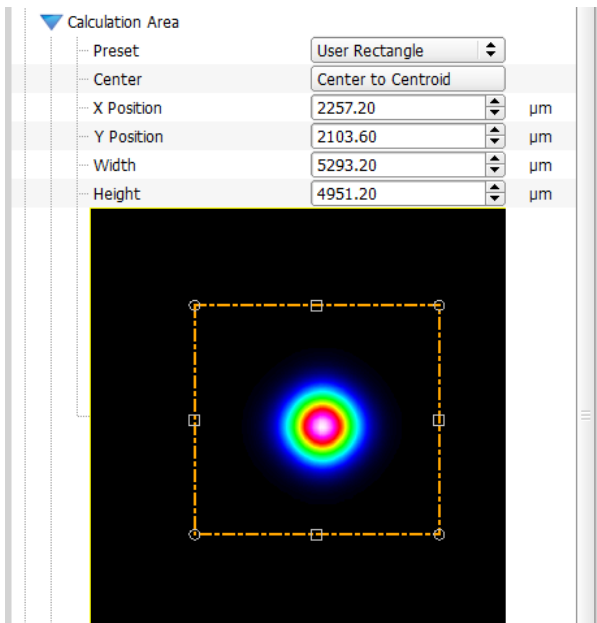 Calculation Area
Preset User Rectangle
Center Center to Centroid
X Position 2257.20 µm
Y Position 2103.60 µm
Width 5293.20 µm
Height 4951.20 µm